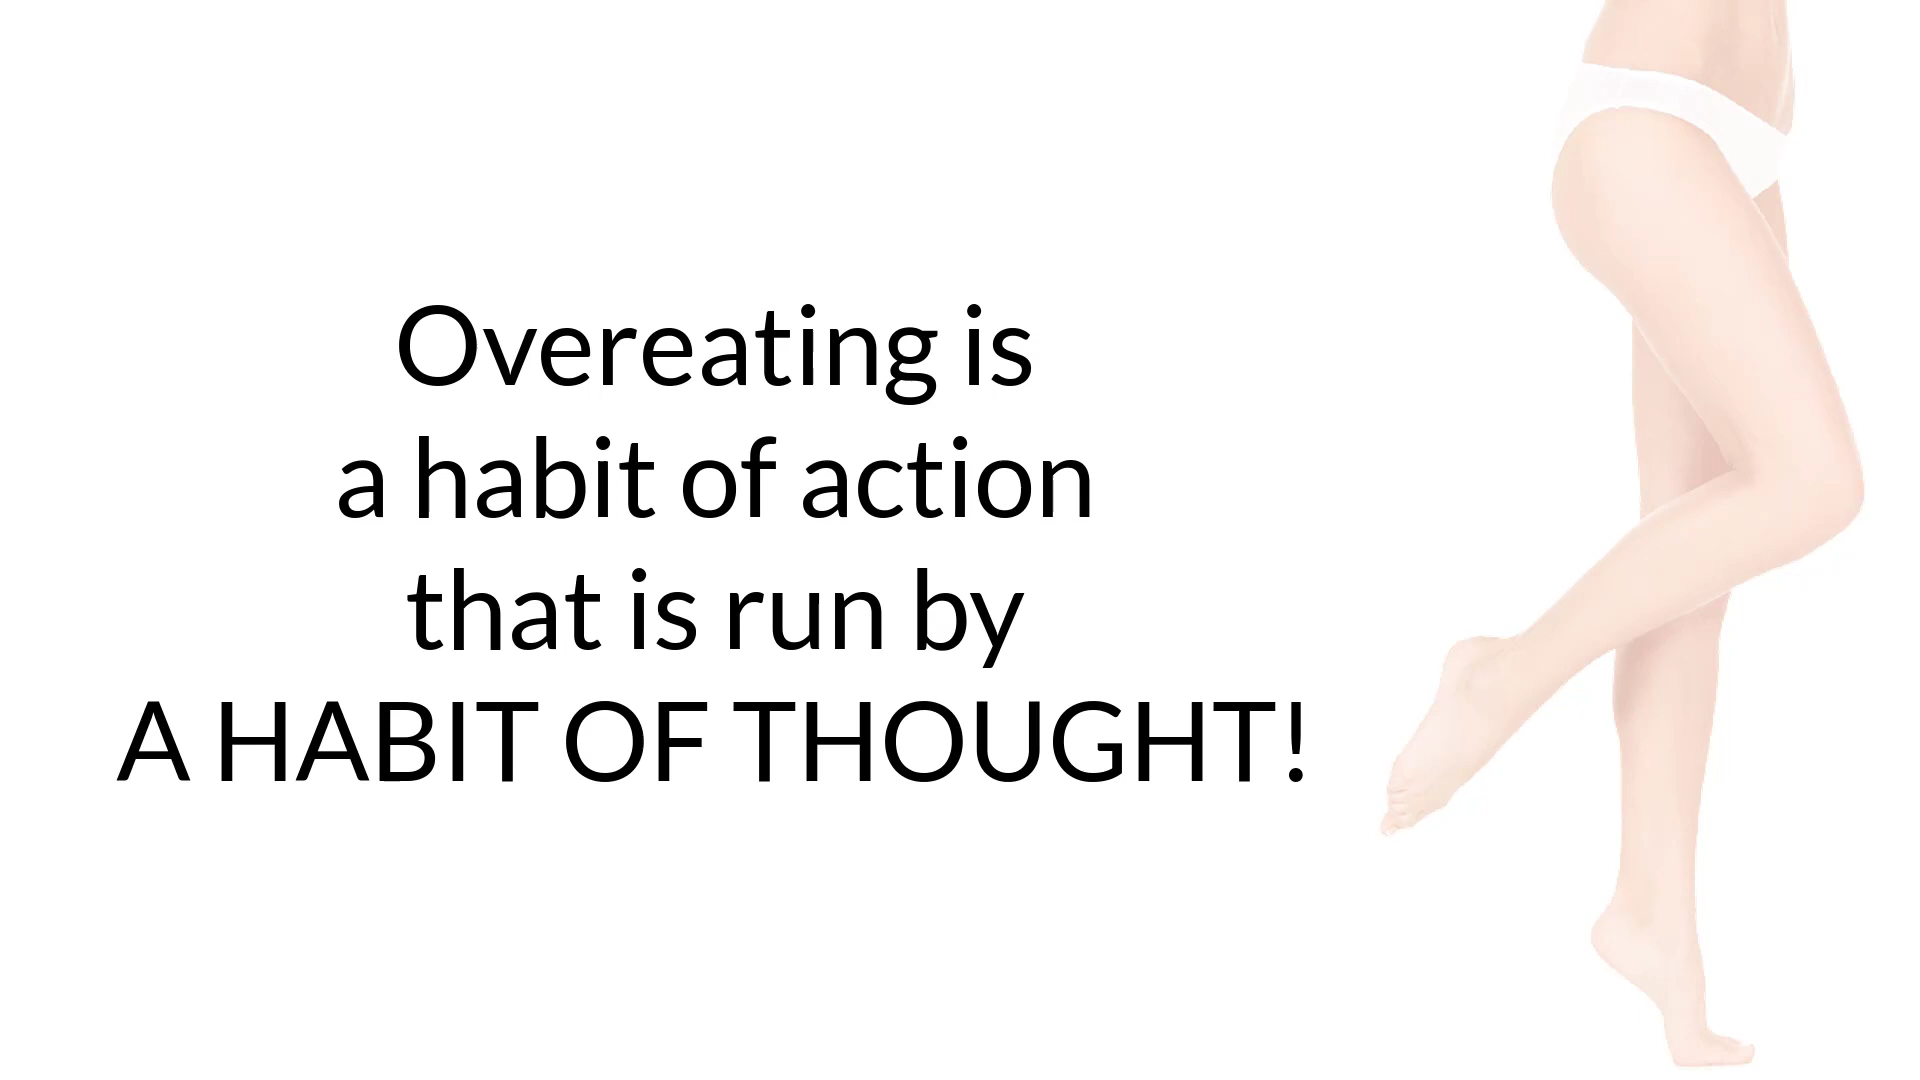 Overeating is
a habit of action
that is run by
A HABIT OF THOUGHT!